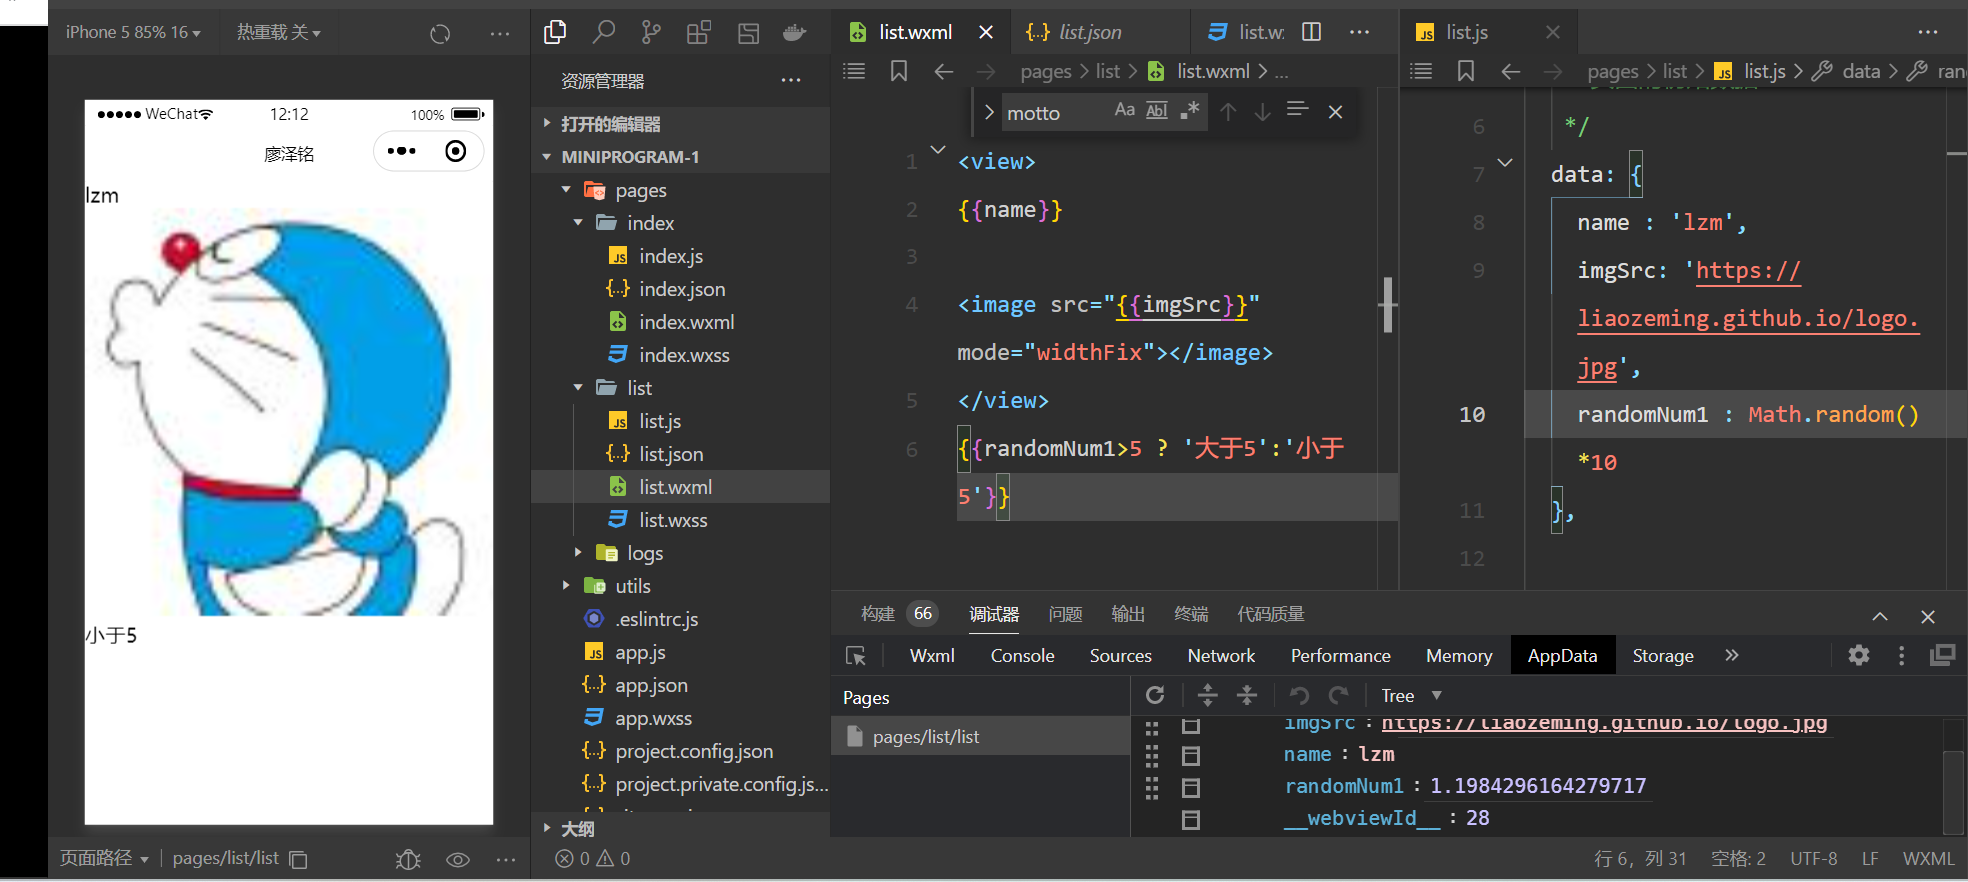 iPhone 5 85% 16
热重载 关
WeChat
12:12
100%
廖泽铭
lzm
小于5
页面路径
pages/list/list
资源管理器
打开的编辑器
MINIPROGRAM-1
pages
index
index.js
index.json
index.wxml
index.wxss
list
list.js
list.json
list.wxml
list.wxss
logs
utils
.eslintrc.js
app.js
app.json
app.wxss
project.config.json
project.private.config.js...
大纲
0 0
list.wxml
list.json
list.w
pages > list > list.wxml > ...
motto
Aa Abl .*
1 <view>
2 {{name}}
3
4 <image src="{{imgSrc}}"
mode="widthFix"></image>
5 </view>
6 {{randomNum1>5 ? '大于5':'小于
5'}}
list.js
pages > list > list.js > data > ran
6 */
7 data: {
8 name : 'lzm',
9 imgSrc: 'https://
liaozeming.github.io/logo.
jpg',
10 randomNum1 : Math.random()
*10
11 },
12
构建 66 调试器 问题 输出 终端 代码质量
Wxml Console Sources Network Performance Memory AppData Storage
Pages
pages/list/list
Tree
imgSrc : https://liaozeming.github.io/logo.jpg
name : lzm
randomNum1 : 1.1984296164279717
__webviewId__ : 28
行 6，列 31 空格: 2 UTF-8 LF WXML